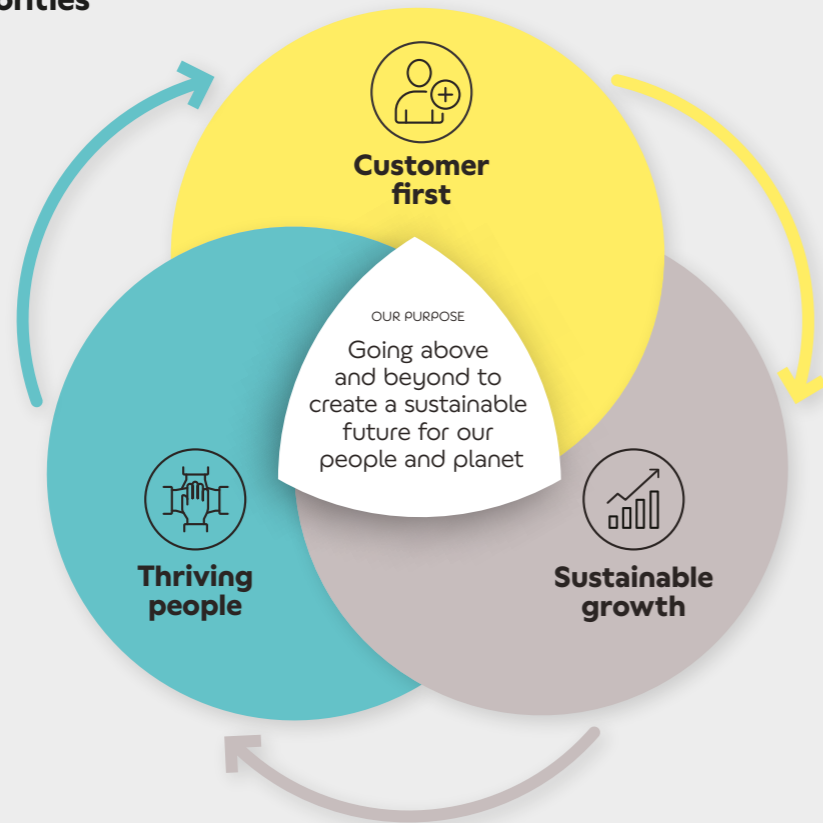 Customer
first
OUR PURPOSE
Going above
and beyond to
create a sustainable
future for our
people and planet
Thriving
people
Sustainable
growth